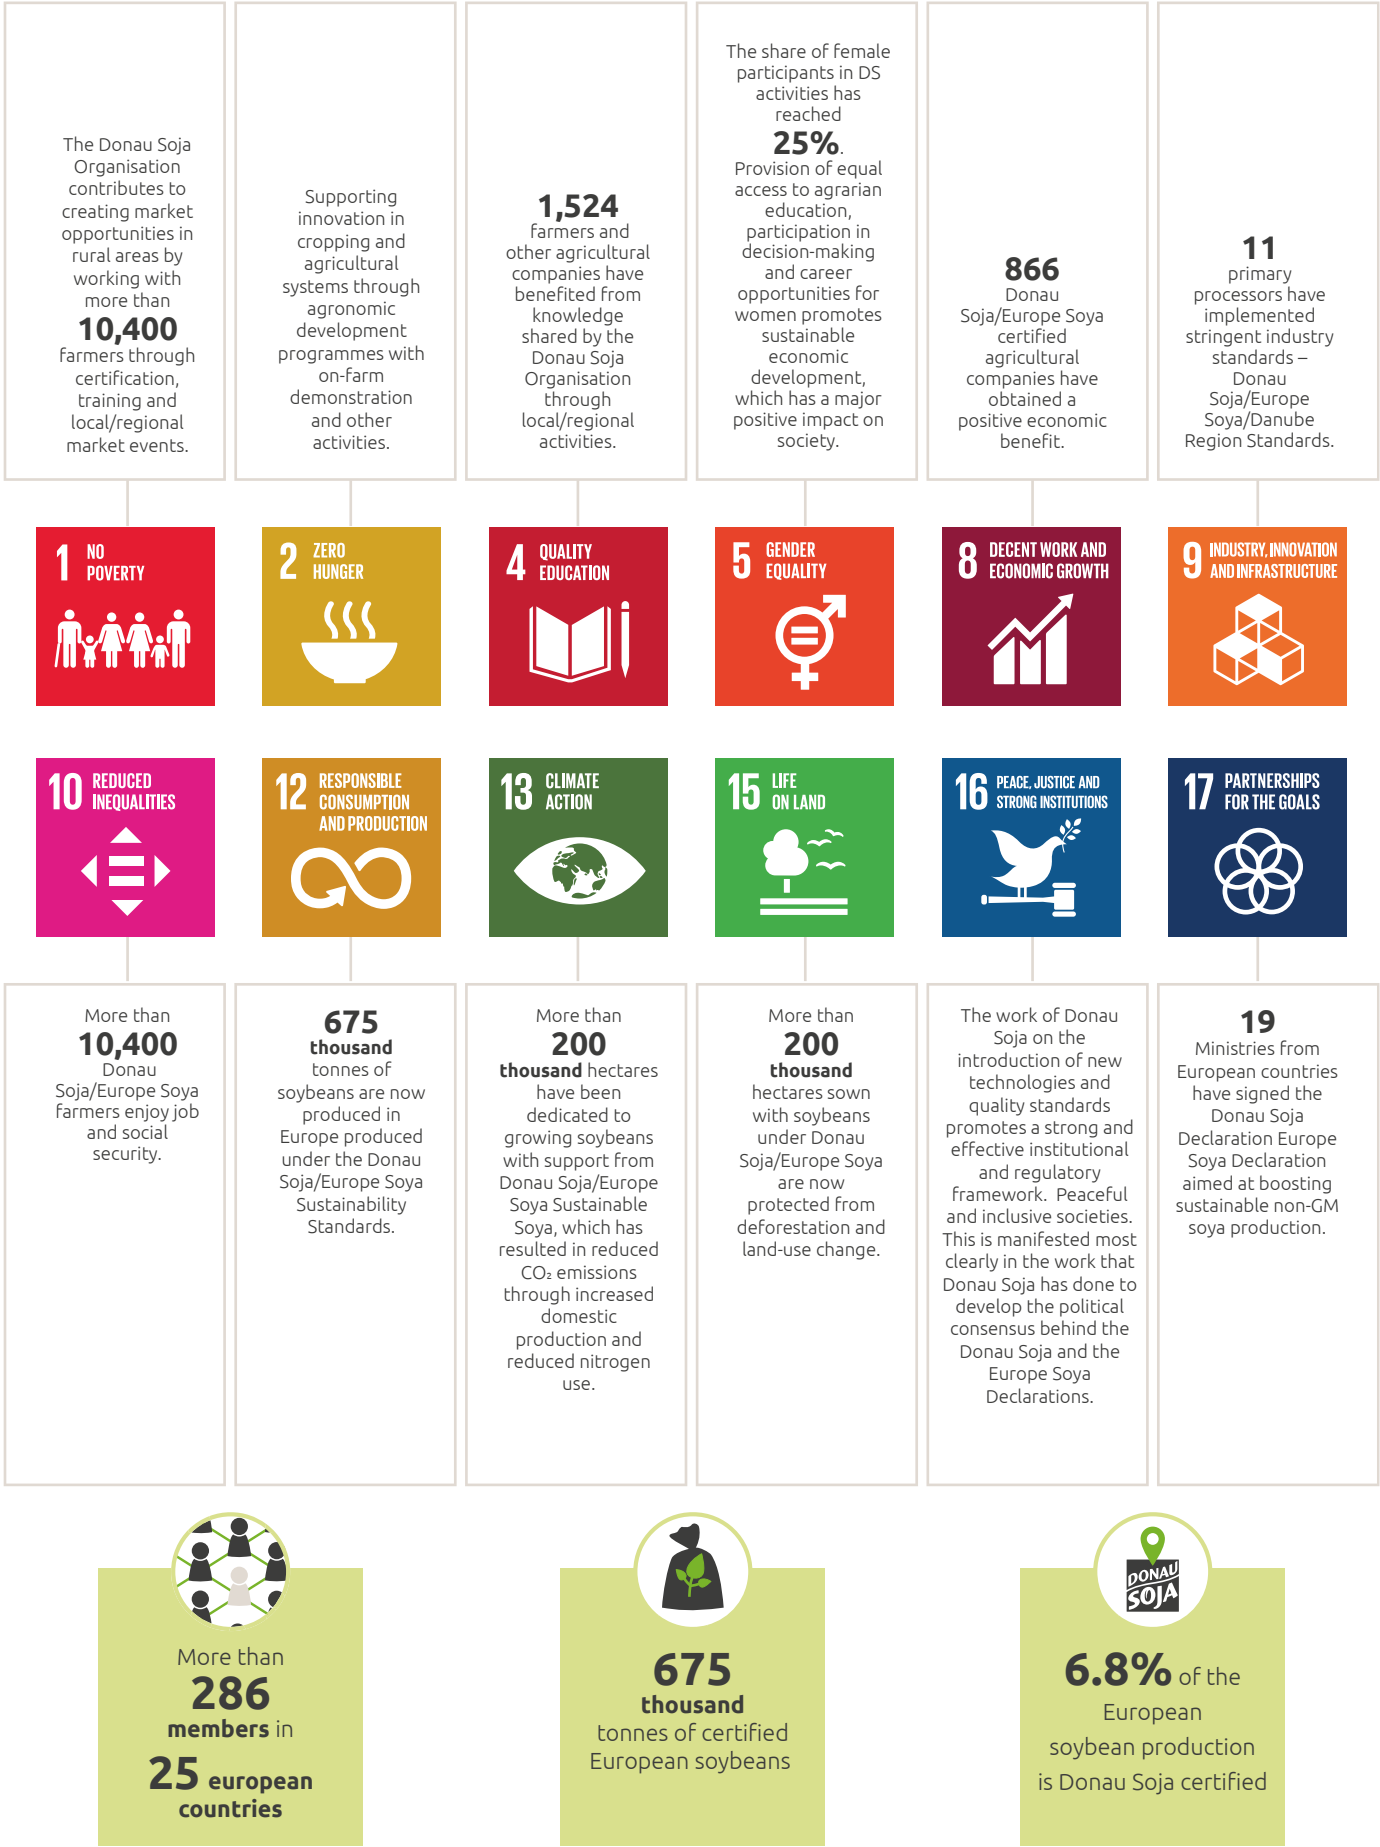 The Donau Soja
Organisation
contributes to
creating market
opportunities in
rural areas by
working with
more than
10,400
farmers through
certification,
training and
local/regional
market events.
Supporting
innovation in
cropping and
agricultural
systems through
agronomic
development
programmes with
on-farm
demonstration
and other
activities.
1,524
farmers and
other agricultural
companies have
benefited from
knowledge
shared by the
Donau Soja
Organisation
through
local/regional
activities.
The share of female
participants in DS
activities has
reached
25%.
Provision of equal
access to agrarian
education,
participation in
decision-making
and career
opportunities for
women promotes
sustainable
economic
development,
which has a major
positive impact on
society.
866
Donau
Soja/Europe Soya
certified
agricultural
companies have
obtained a
positive economic
benefit.
11
primary
processors have
implemented
stringent industry
standards –
Donau
Soja/Europe
Soya/Danube
Region Standards.
1 NO
POVERTY
2 ZERO
HUNGER
4 QUALITY
EDUCATION
5 GENDER
EQUALITY
8 DECENT WORK AND
ECONOMIC GROWTH
9 INDUSTRY, INNOVATION
AND INFRASTRUCTURE
10 REDUCED
INEQUALITIES
12 RESPONSIBLE
CONSUMPTION
AND PRODUCTION
13 CLIMATE
ACTION
15 LIFE
ON LAND
16 PEACE, JUSTICE AND
STRONG INSTITUTIONS
17 PARTNERSHIPS
FOR THE GOALS
More than
10,400
Donau
Soja/Europe Soya
farmers enjoy job
and social
security.
675
thousand
tonnes of
soybeans are now
produced in
Europe produced
under the Donau
Soja/Europe Soya
Sustainability
Standards.
More than
200
thousand hectares
have been
dedicated to
growing soybeans
with support from
Donau Soja/Europe
Soya Sustainable
Soya, which has
resulted in reduced
CO₂ emissions
through increased
domestic
production and
reduced nitrogen
use.
More than
200
thousand
hectares sown
with soybeans
under Donau
Soja/Europe Soya
are now
protected from
deforestation and
land-use change.
The work of Donau
Soja on the
introduction of new
technologies and
quality standards
promotes a strong and
effective institutional
and regulatory
framework. Peaceful
and inclusive societies.
This is manifested most
clearly in the work that
Donau Soja has done to
develop the political
consensus behind the
Donau Soja and the
Europe Soya
Declarations.
19
Ministries from
European countries
have signed the
Donau Soja
Declaration Europe
Soya Declaration
aimed at boosting
sustainable non-GM
soya production.
More than
286
members in
25 european
countries
675
thousand
tonnes of certified
European soybeans
DONAU
SOJA
6.8% of the
European
soybean production
is Donau Soja certified